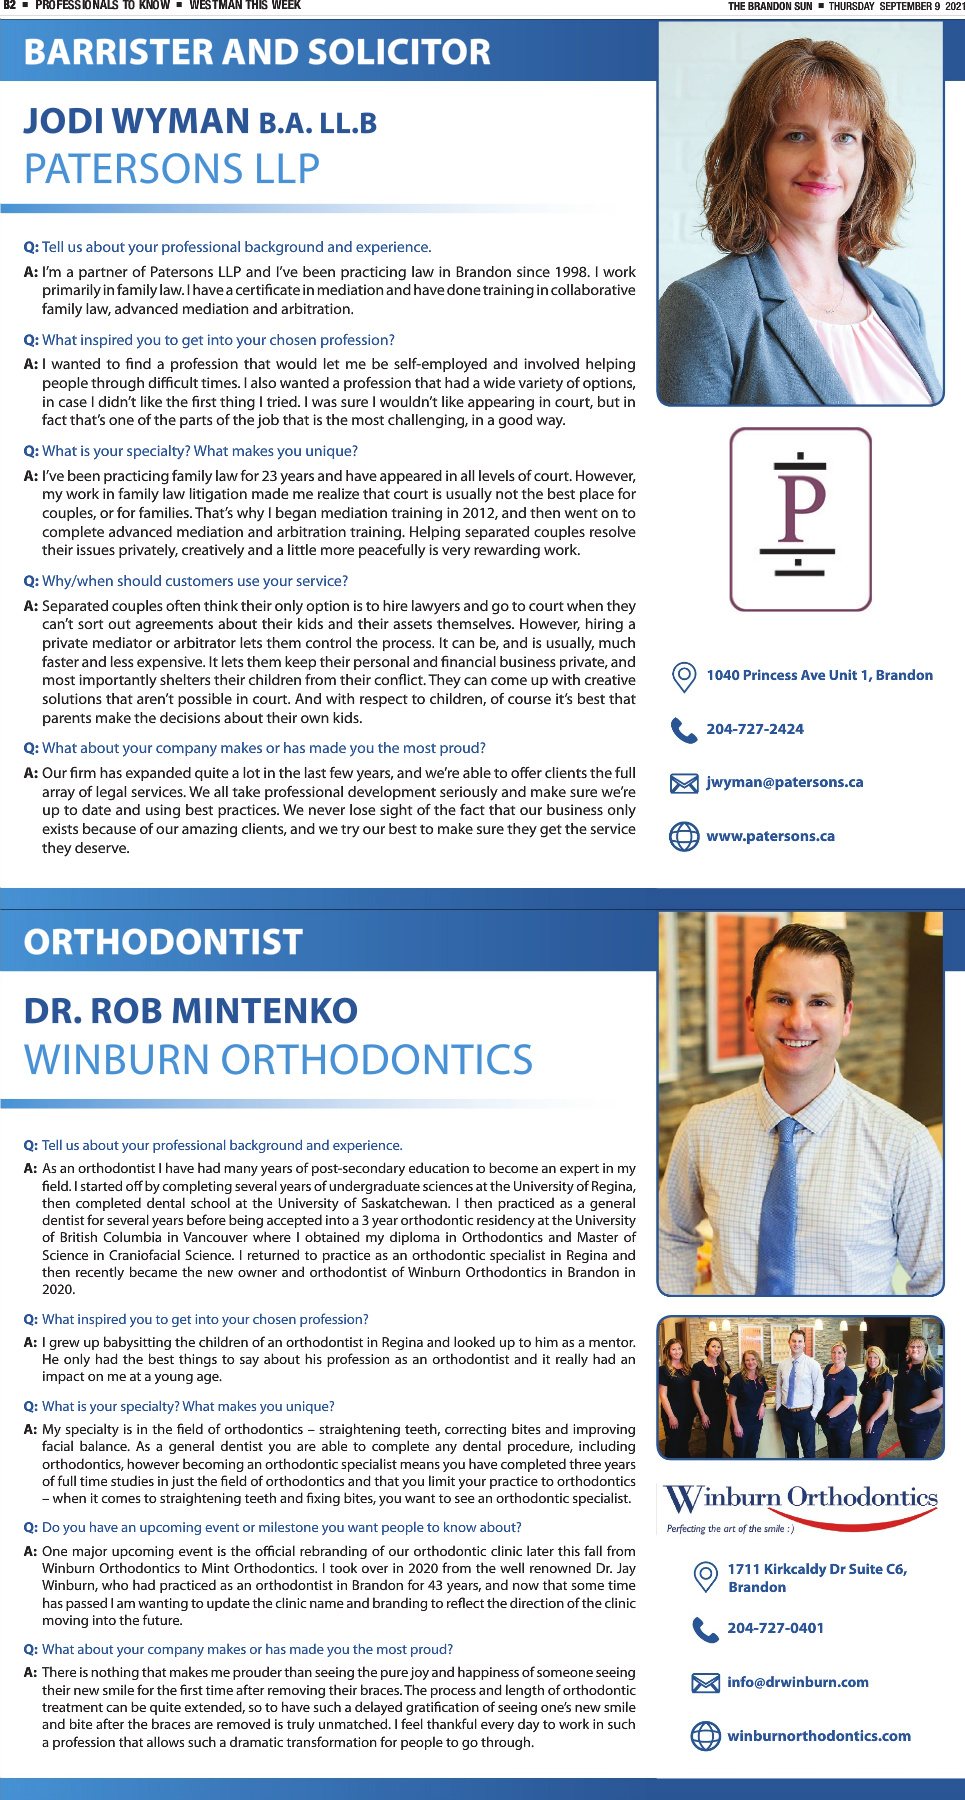 B2 ■ PROFESSIONALS TO KNOW ■ WESTMAN THIS WEEK
THE BRANDON SUN ■ THURSDAY SEPTEMBER 9 2021
BARRISTER AND SOLICITOR
JODI WYMAN B.A. LL.B
PATERSONS LLP
Q: Tell us about your professional background and experience.
A: I'm a partner of Patersons LLP and I've been practicing law in Brandon since 1998. I work
primarily in family law. I have a certificate in mediation and have done training in collaborative
family law, advanced mediation and arbitration.
Q: What inspired you to get into your chosen profession?
A: I wanted to find a profession that would let me be self-employed and involved helping
people through difficult times. I also wanted a profession that had a wide variety of options,
in case I didn't like the first thing I tried. I was sure I wouldn't like appearing in court, but in
fact that's one of the parts of the job that is the most challenging, in a good way.
Q: What is your specialty? What makes you unique?
A: I've been practicing family law for 23 years and have appeared in all levels of court. However,
my work in family law litigation made me realize that court is usually not the best place for
couples, or for families. That's why I began mediation training in 2012, and then went on to
complete advanced mediation and arbitration training. Helping separated couples resolve
their issues privately, creatively and a little more peacefully is very rewarding work.
Q: Why/when should customers use your service?
A: Separated couples often think their only option is to hire lawyers and go to court when they
can't sort out agreements about their kids and their assets themselves. However, hiring a
private mediator or arbitrator lets them control the process. It can be, and is usually, much
faster and less expensive. It lets them keep their personal and financial business private, and
most importantly shelters their children from their conflict. They can come up with creative
solutions that aren't possible in court. And with respect to children, of course it's best that
parents make the decisions about their own kids.
Q: What about your company makes or has made you the most proud?
A: Our firm has expanded quite a lot in the last few years, and we're able to offer clients the full
array of legal services. We all take professional development seriously and make sure we're
up to date and using best practices. We never lose sight of the fact that our business only
exists because of our amazing clients, and we try our best to make sure they get the service
they deserve.
P
1040 Princess Ave Unit 1, Brandon
204-727-2424
jwyman@patersons.ca
www.patersons.ca
ORTHODONTIST
DR. ROB MINTENKO
WINBURN ORTHODONTICS
Q: Tell us about your professional background and experience.
A: As an orthodontist I have had many years of post-secondary education to become an expert in my
field. I started off by completing several years of undergraduate sciences at the University of Regina,
then completed dental school at the University of Saskatchewan. I then practiced as a general
dentist for several years before being accepted into a 3 year orthodontic residency at the University
of British Columbia in Vancouver where I obtained my diploma in Orthodontics and Master of
Science in Craniofacial Science. I returned to practice as an orthodontic specialist in Regina and
then recently became the new owner and orthodontist of Winburn Orthodontics in Brandon in
2020.
Q: What inspired you to get into your chosen profession?
A: I grew up babysitting the children of an orthodontist in Regina and looked up to him as a mentor.
He only had the best things to say about his profession as an orthodontist and it really had an
impact on me at a young age.
Q: What is your specialty? What makes you unique?
A: My specialty is in the field of orthodontics – straightening teeth, correcting bites and improving
facial balance. As a general dentist you are able to complete any dental procedure, including
orthodontics, however becoming an orthodontic specialist means you have completed three years
of full time studies in just the field of orthodontics and that you limit your practice to orthodontics
– when it comes to straightening teeth and fixing bites, you want to see an orthodontic specialist.
Q: Do you have an upcoming event or milestone you want people to know about?
A: One major upcoming event is the official rebranding of our orthodontic clinic later this fall from
Winburn Orthodontics to Mint Orthodontics. I took over in 2020 from the well renowned Dr. Jay
Winburn, who had practiced as an orthodontist in Brandon for 43 years, and now that some time
has passed I am wanting to update the clinic name and branding to reflect the direction of the clinic
moving into the future.
Q: What about your company makes or has made you the most proud?
A: There is nothing that makes me prouder than seeing the pure joy and happiness of someone seeing
their new smile for the first time after removing their braces. The process and length of orthodontic
treatment can be quite extended, so to have such a delayed gratification of seeing one's new smile
and bite after the braces are removed is truly unmatched. I feel thankful every day to work in such
a profession that allows such a dramatic transformation for people to go through.
Winburn Orthodontics
Perfecting the art of the smile :)
1711 Kirkcaldy Dr Suite C6,
Brandon
204-727-0401
info@drwinburn.com
winburnorthodontics.com